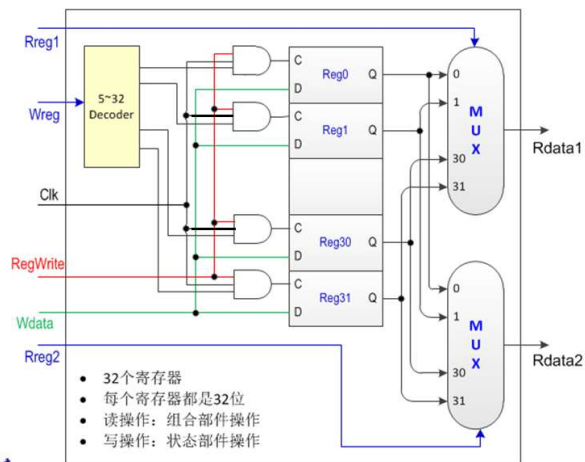 Rreg1
Wreg
5~32
Decoder
Clk
RegWrite
Wdata
Rreg2
C
Reg0
Q
D
C
Reg1
Q
D
C
Reg30
Q
D
C
Reg31
Q
D
0
1
M
U
X
30
31
Rdata1
0
1
M
U
X
30
31
Rdata2
• 32个寄存器
• 每个寄存器都是32位
• 读操作：组合部件操作
• 写操作：状态部件操作